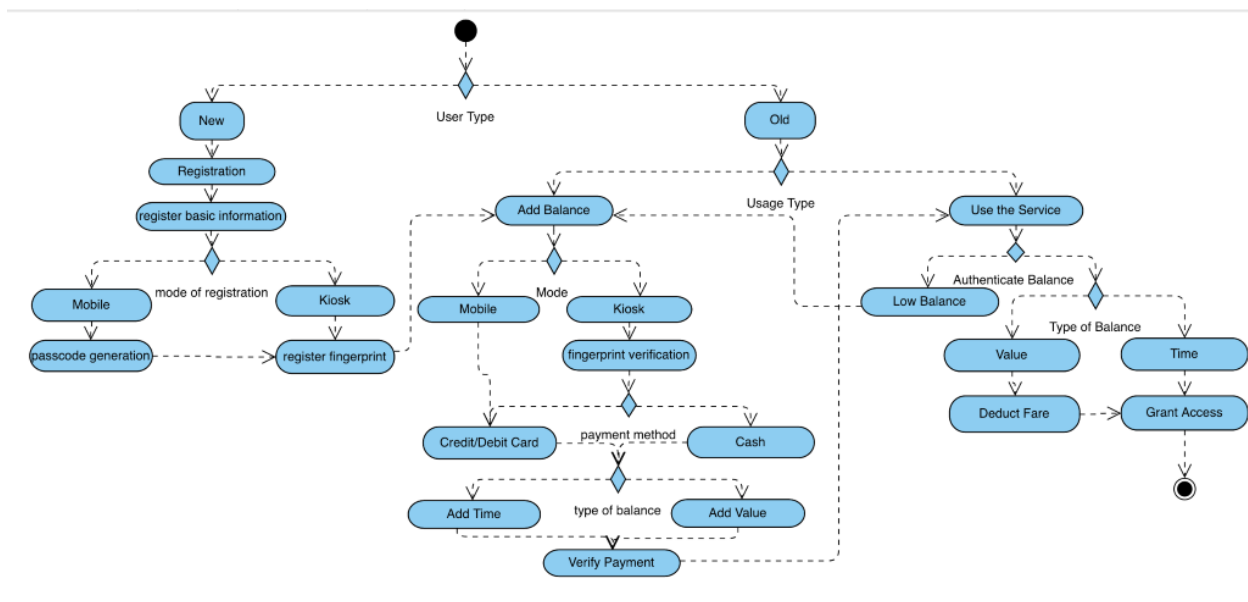 User Type
New
Old
Registration
register basic information
Add Balance
Usage Type
Use the Service
mode of registration
Mode
Authenticate Balance
Mobile
Kiosk
Mobile
Kiosk
Low Balance
Type of Balance
passcode generation
register fingerprint
fingerprint verification
Value
Time
Deduct Fare
Grant Access
Credit/Debit Card
payment method
Cash
Add Time
type of balance
Add Value
Verify Payment